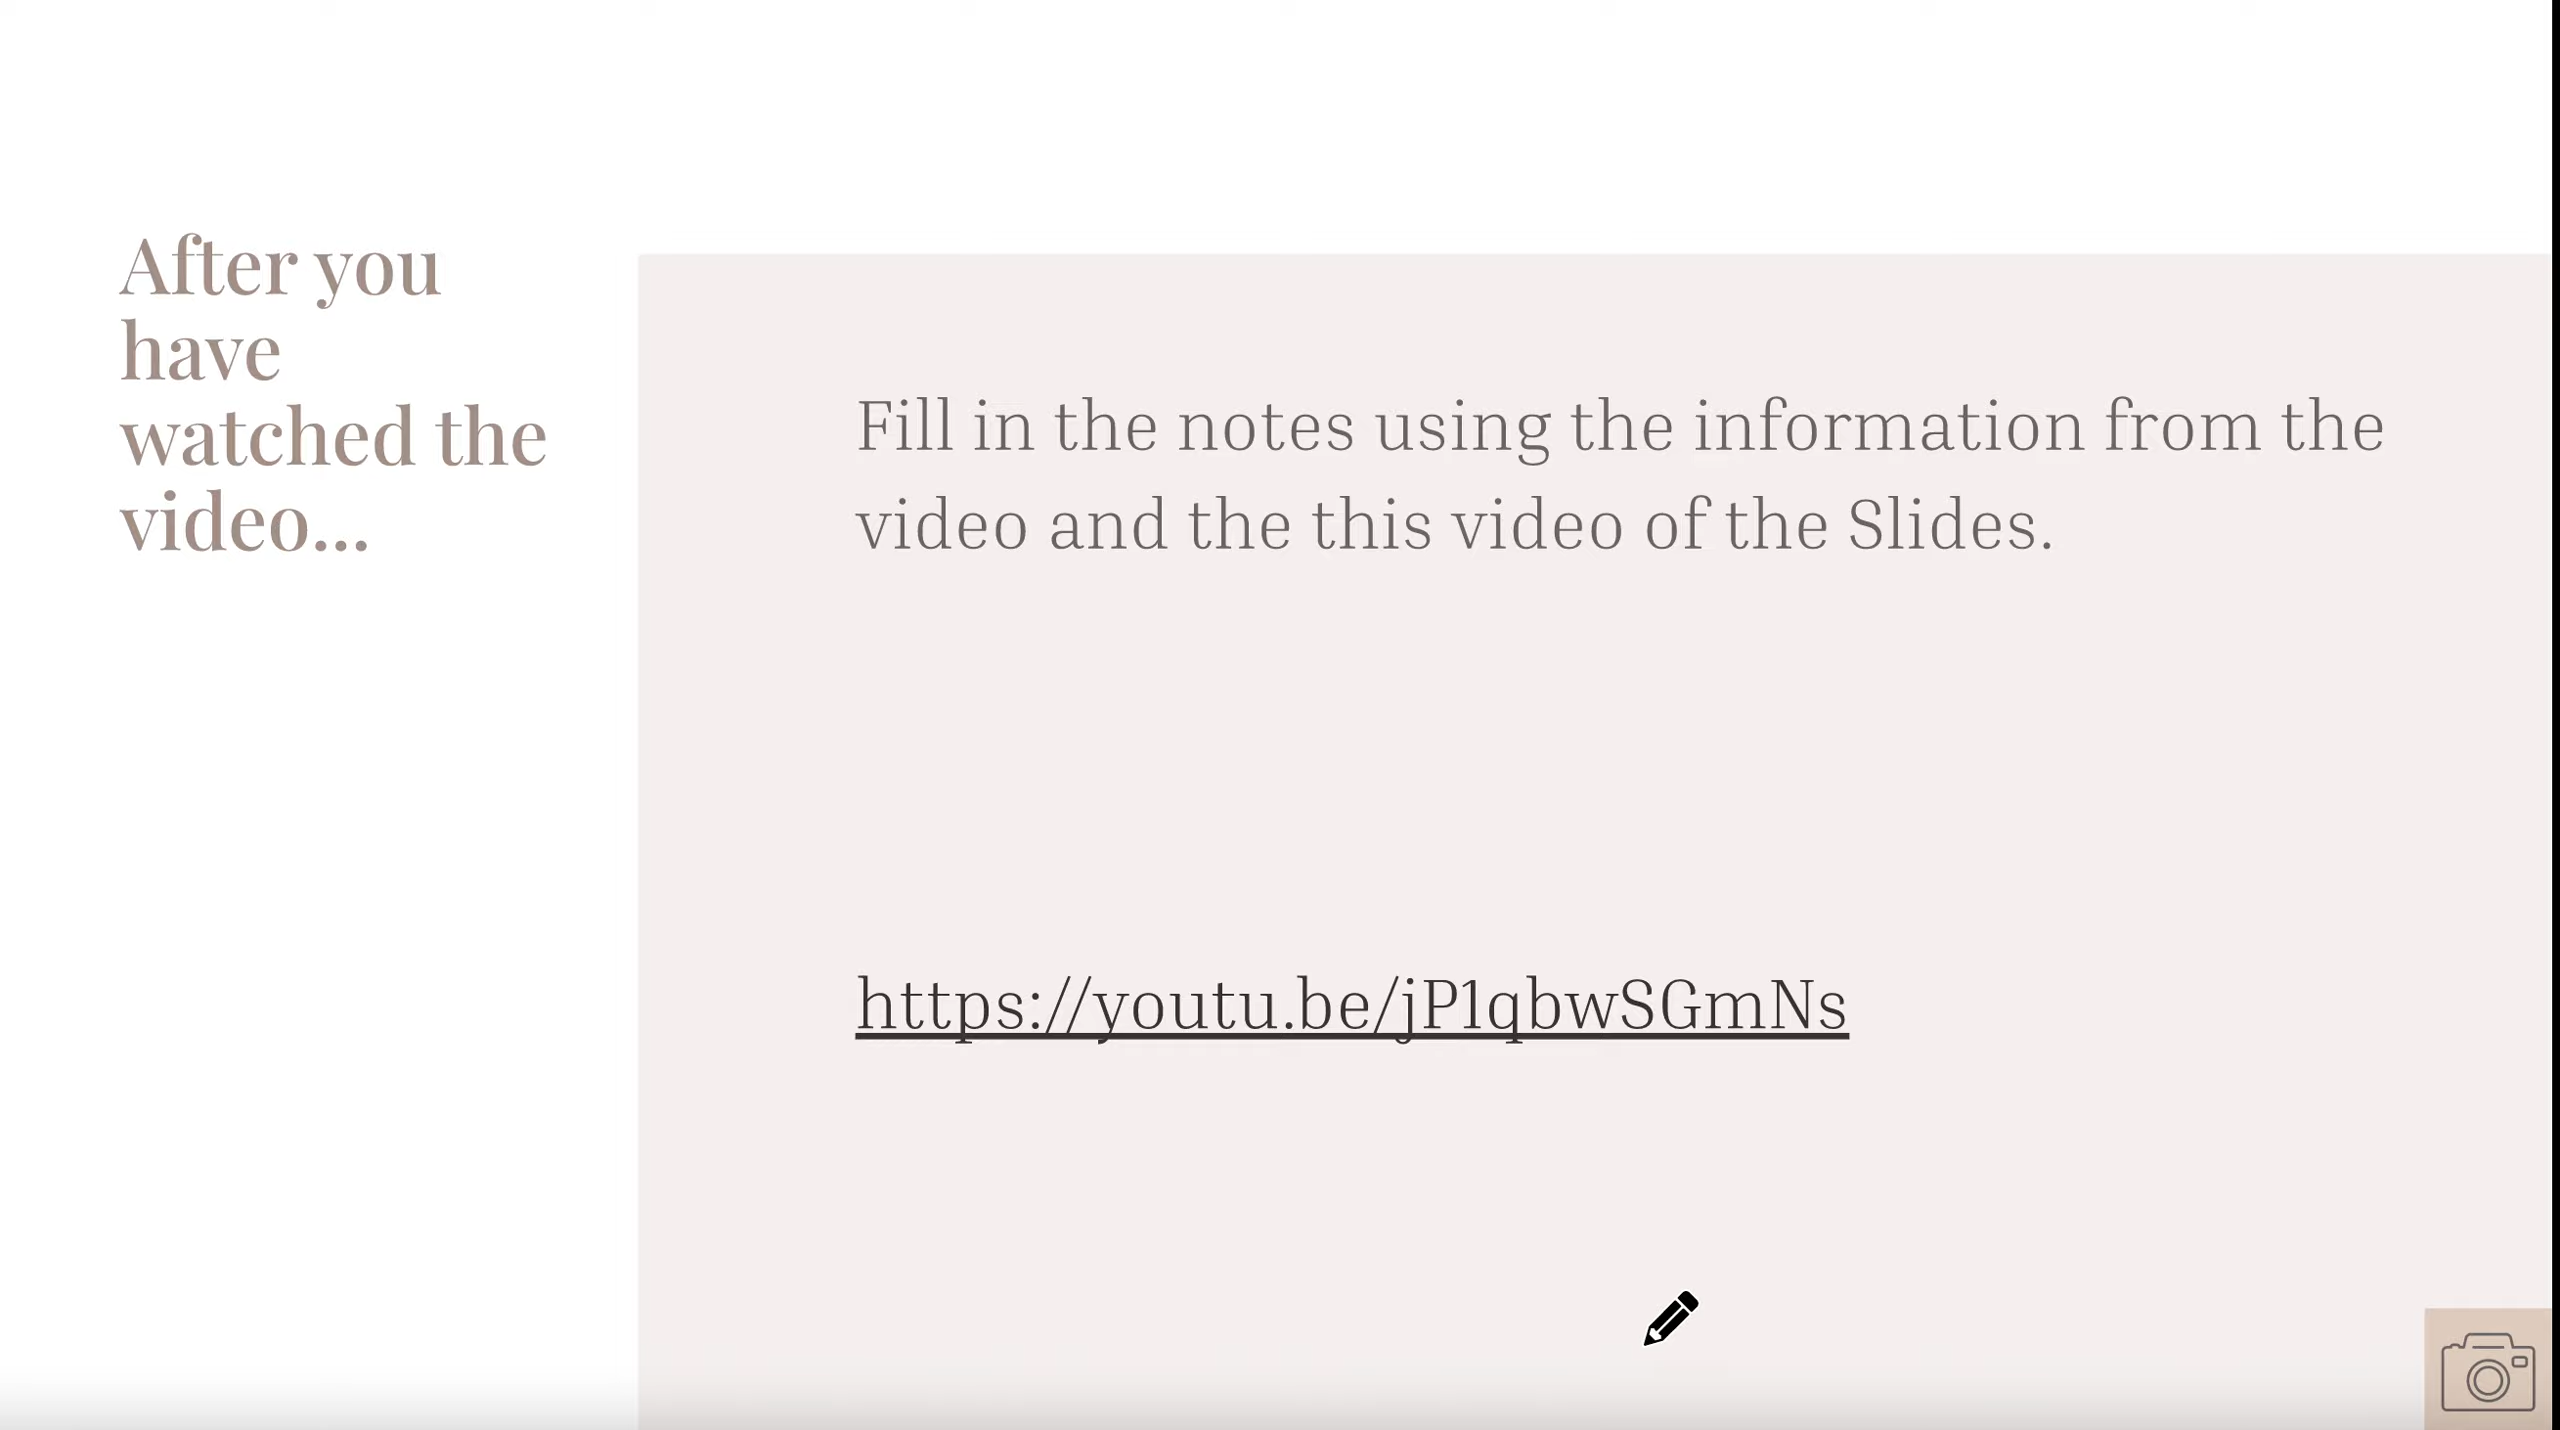 After you
have
watched the
video...
Fill in the notes using the information from the
video and the this video of the Slides.
https://youtu.be/jP1qbwSGmNs